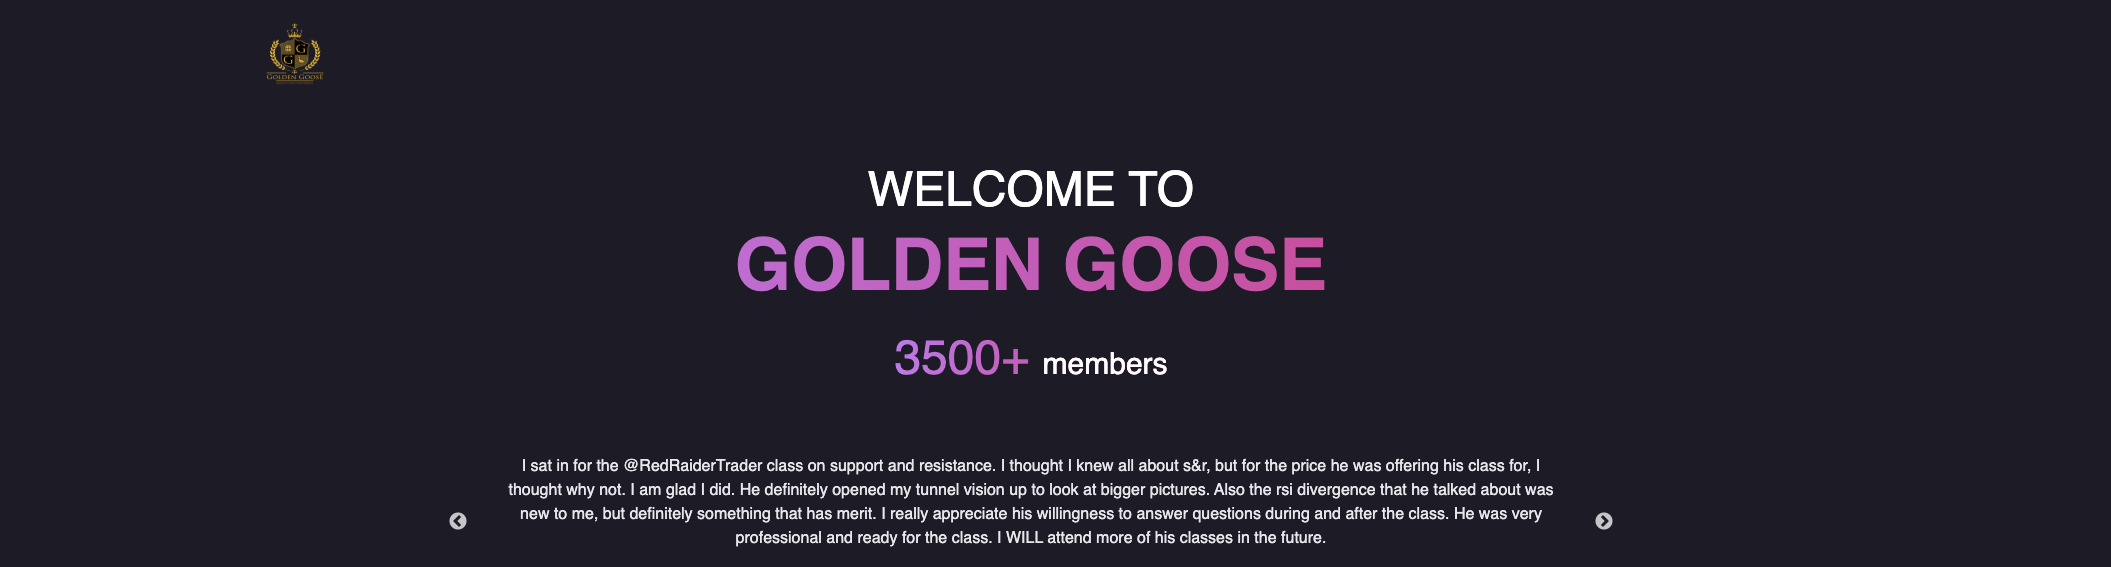 G
G
GOLDEN GOOSE
WELCOME TO
GOLDEN GOOSE
3500+ members
I sat in for the @RedRaiderTrader class on support and resistance. I thought I knew all about s&r, but for the price he was offering his class for, I
thought why not. I am glad I did. He definitely opened my tunnel vision up to look at bigger pictures. Also the rsi divergence that he talked about was
new to me, but definitely something that has merit. I really appreciate his willingness to answer questions during and after the class. He was very
professional and ready for the class. I WILL attend more of his classes in the future.